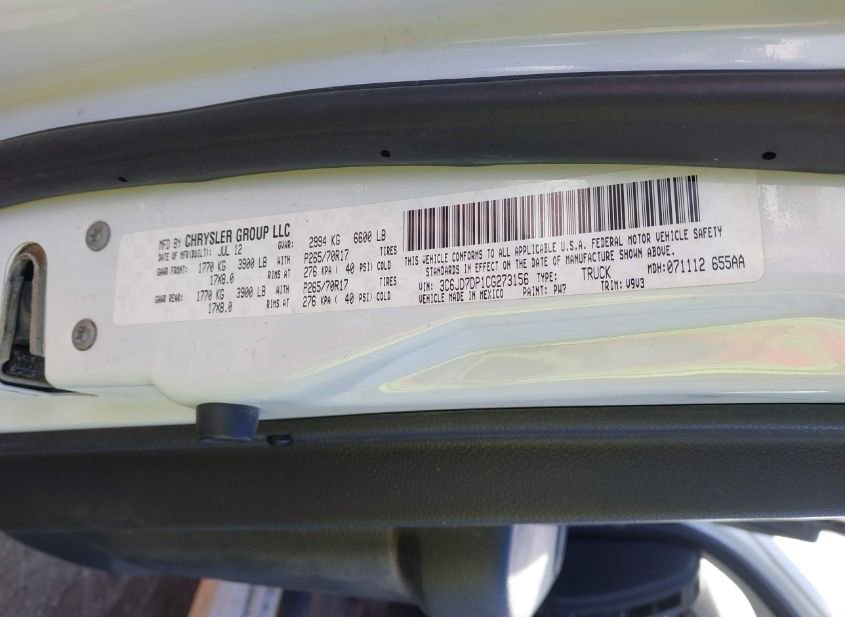 MFD BY CHRYSLER GROUP LLC
DATE OF MFR(BUILT): JUL 12 GVWR: 2994 KG 6600 LB
GAWR FRONT: 1770 KG 3900 LB WITH P265/70R17 TIRES
17X8.0 RIMS AT 276 KPA ( 40 PSI) COLD
GAWR REAR: 1770 KG 3900 LB WITH P265/70R17 TIRES
17X8.0 RIMS AT 276 KPA ( 40 PSI) COLD
THIS VEHICLE CONFORMS TO ALL APPLICABLE U.S.A. FEDERAL MOTOR VEHICLE SAFETY
STANDARDS IN EFFECT ON THE DATE OF MANUFACTURE SHOWN ABOVE.
VIN: 3C6JD7DP1CG273156 TYPE: TRUCK MDH: 071112 655AA
VEHICLE MADE IN MEXICO PAINT: PW7 TRIM: V9V3